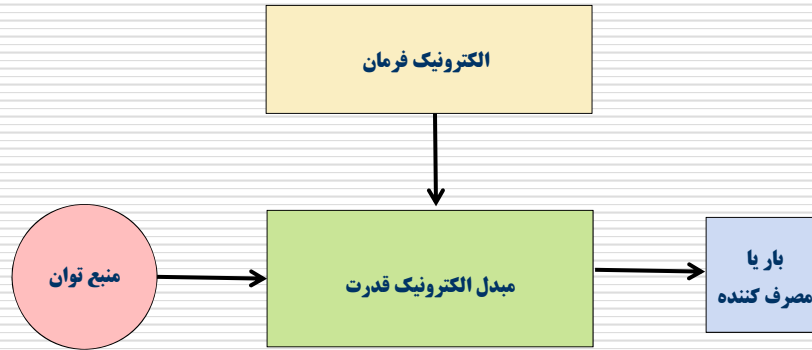 الکترونیک فرمان
منبع توان
مبدل الکترونیک قدرت
بار یا
مصرف کننده